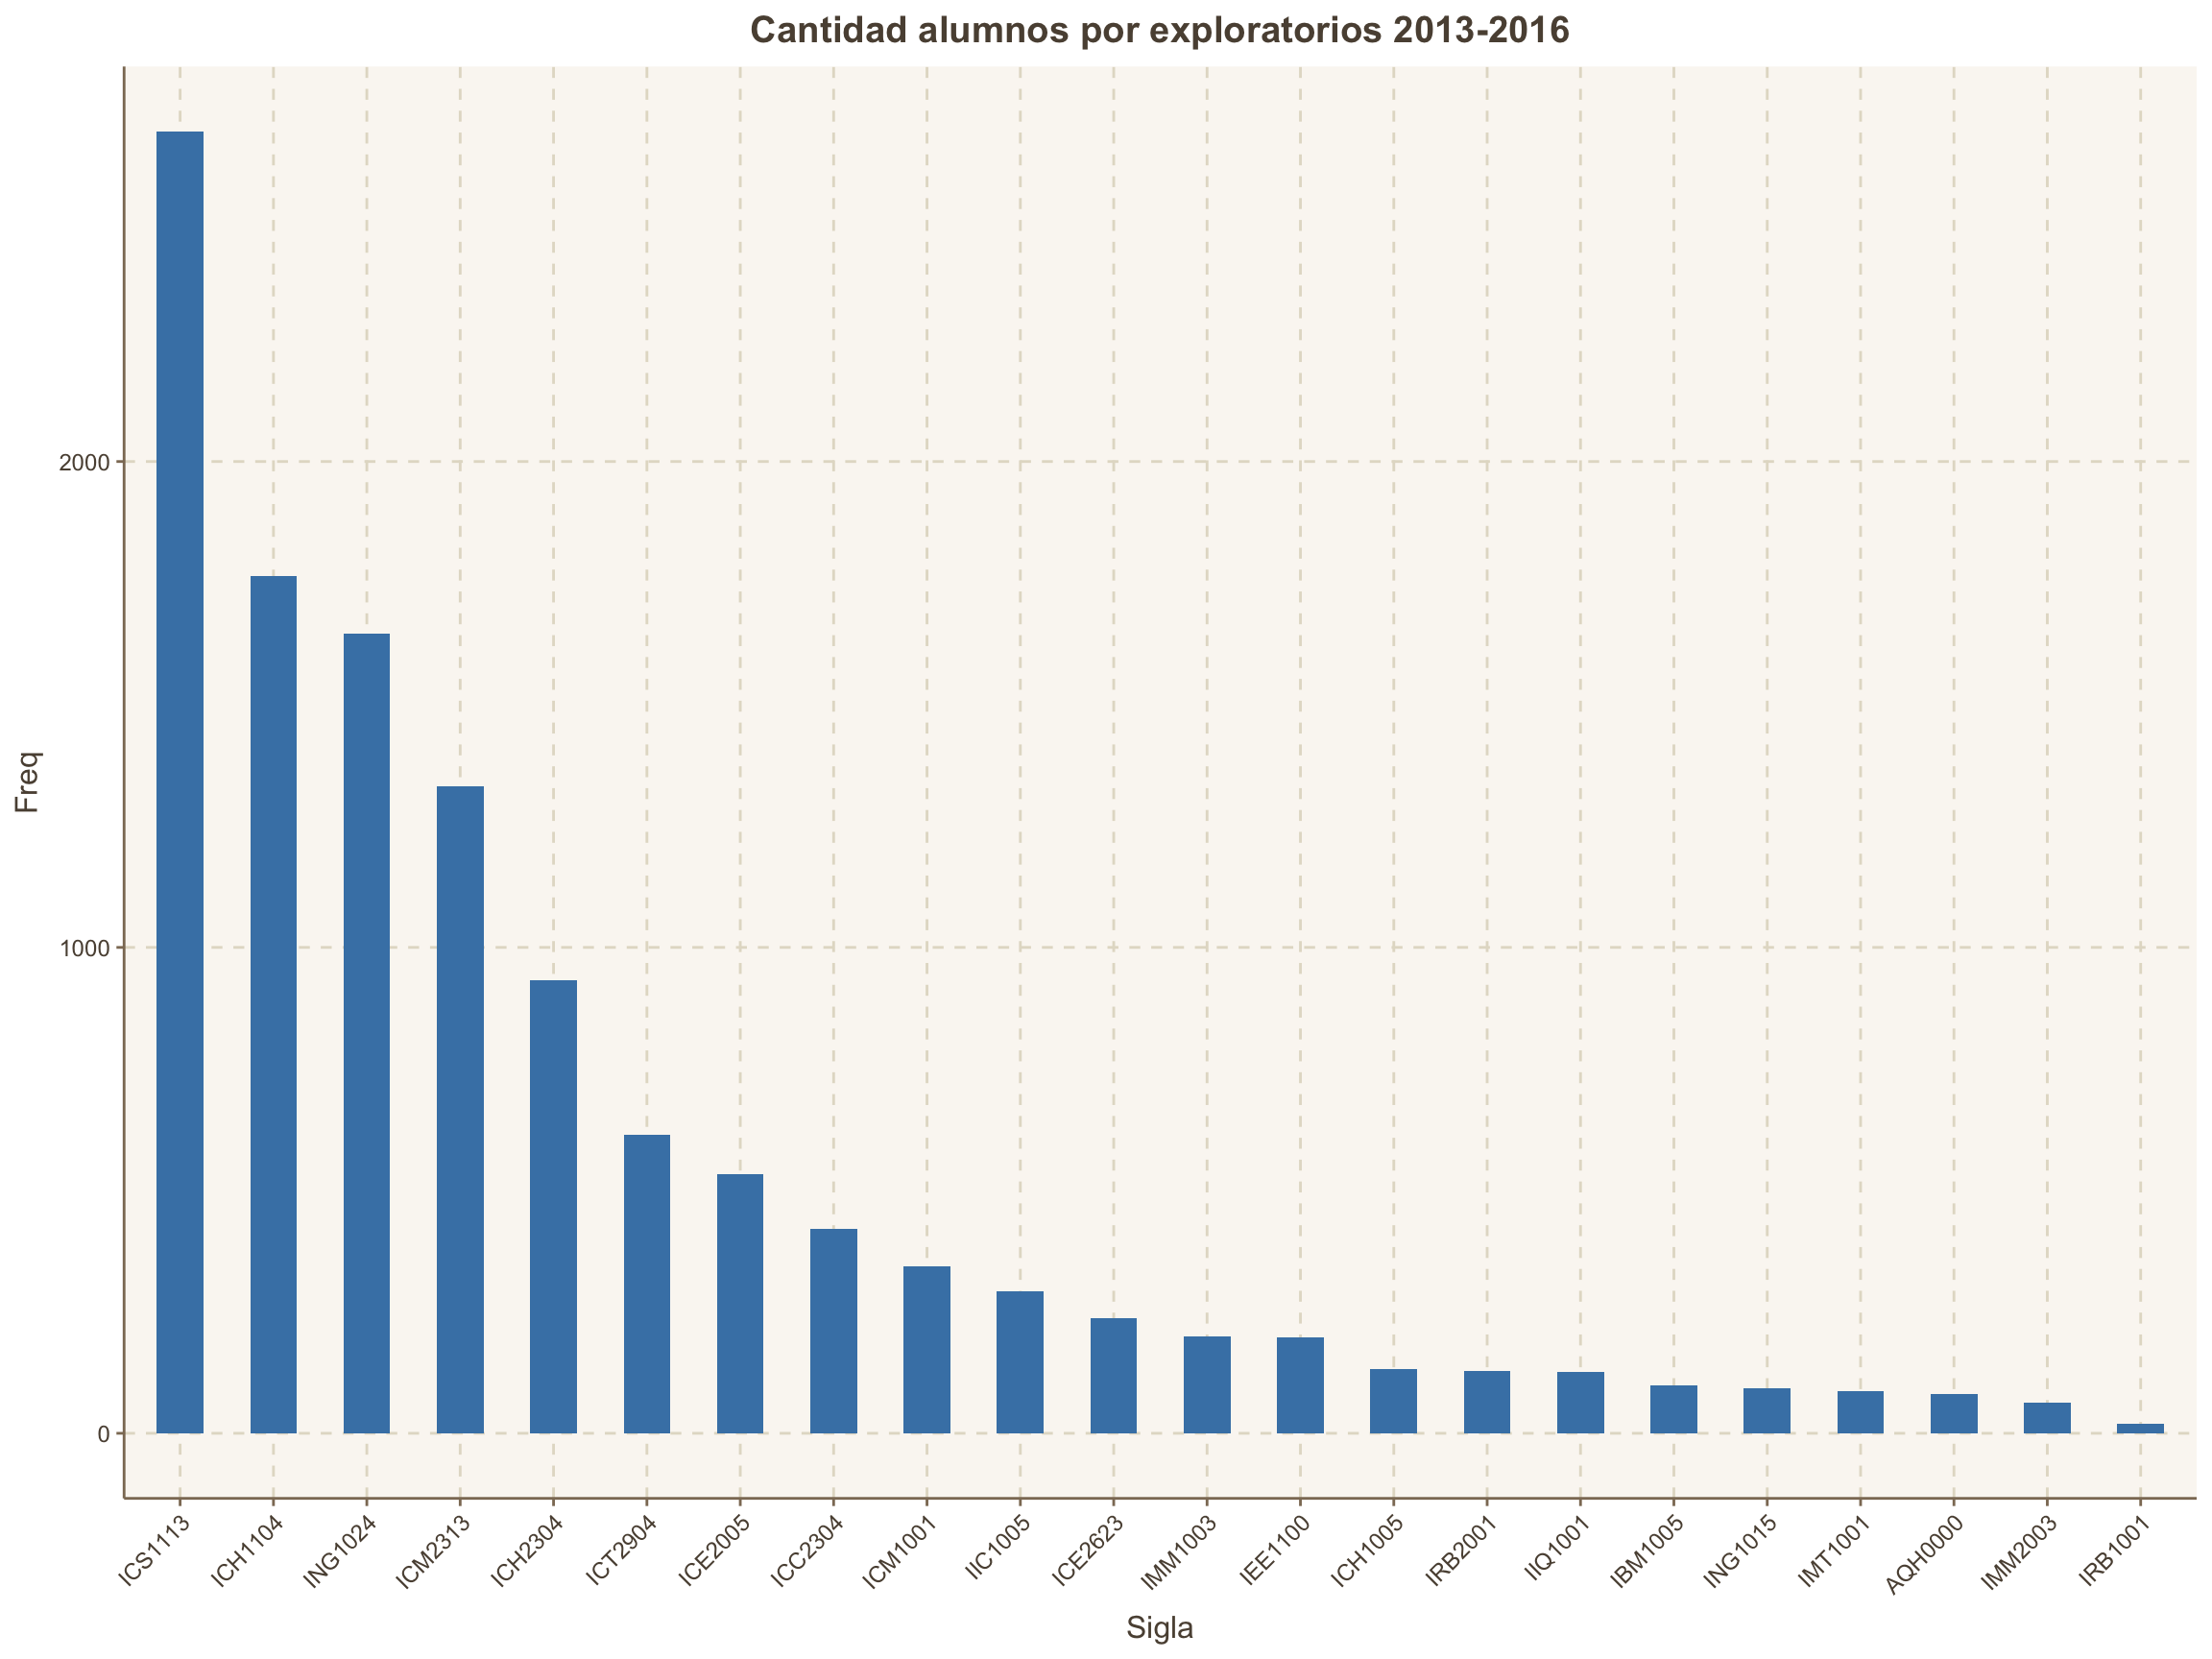 Cantidad alumnos por exploratorios 2013-2016
Freq
2000
1000
0
ICS1113
ICH1104
ING1024
ICM2313
ICH2304
ICT2904
ICE2005
ICC2304
ICM1001
IIC1005
ICE2623
IMM1003
IEE1100
ICH1005
IRB2001
IIQ1001
IBM1005
ING1015
IMT1001
AQH0000
IMM2003
IRB1001
Sigla